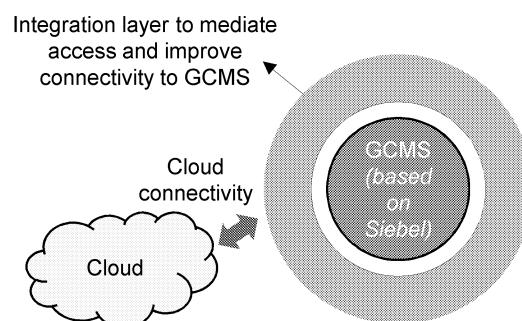 Integration layer to mediate
access and improve
connectivity to GCMS
GCMS
(based
on
Siebel)
Cloud
connectivity
Cloud